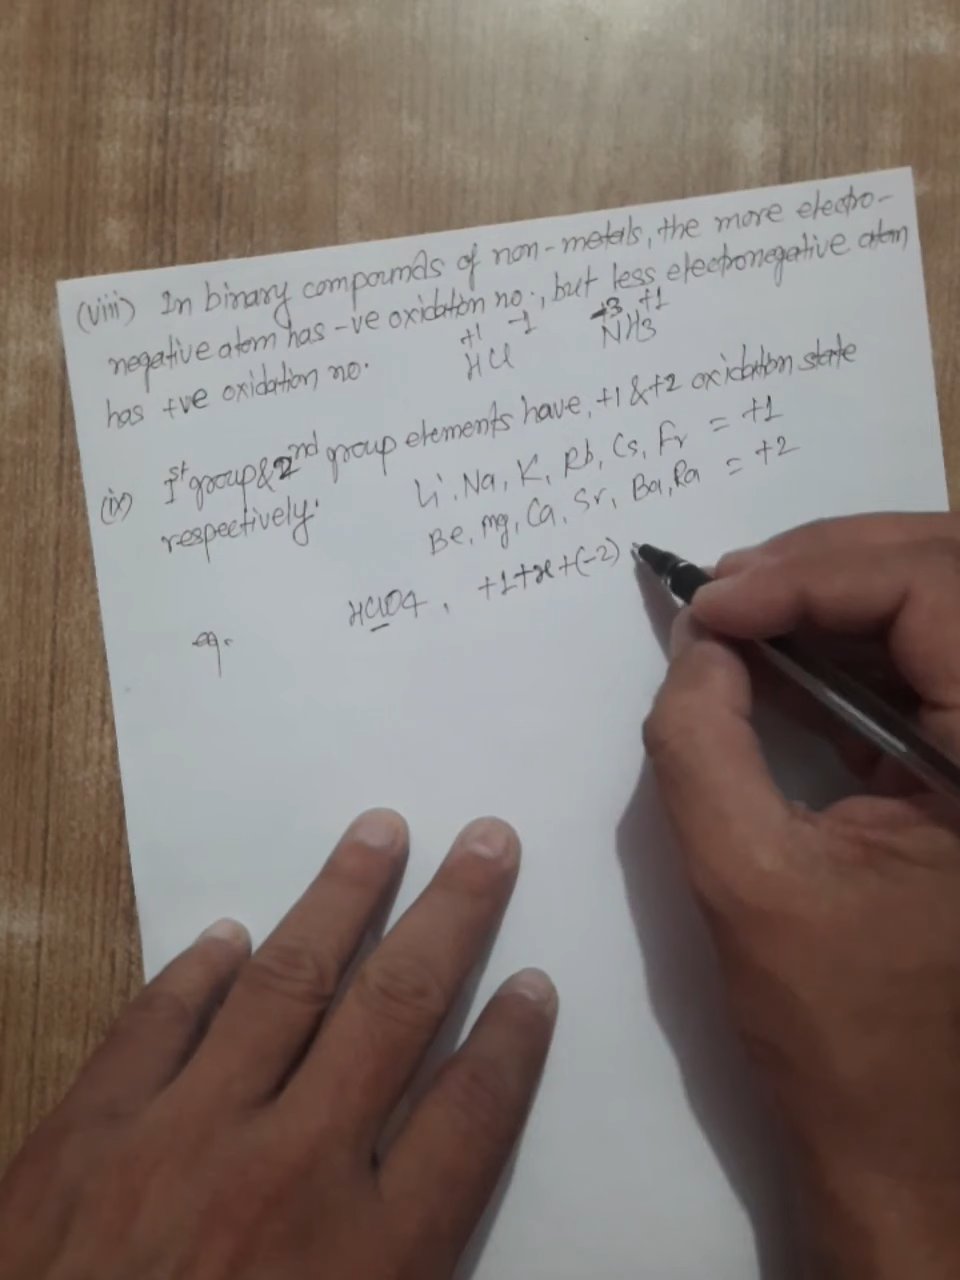 (viii) In binary compounds of non-metals, the more electro-
negative atom has -ve oxidation no., but less electronegative atom
has +ve oxidation no. +1 -1 +3 +1
HCl NH3
(ix) Ist group & 2nd group elements have, +1 & +2 oxidation state
respectively. Li, Na, K, Rb, Cs, Fr = +1
Be, Mg, Ca, Sr, Ba, Ra = +2
eg. HClO4, +1+x+(-2)